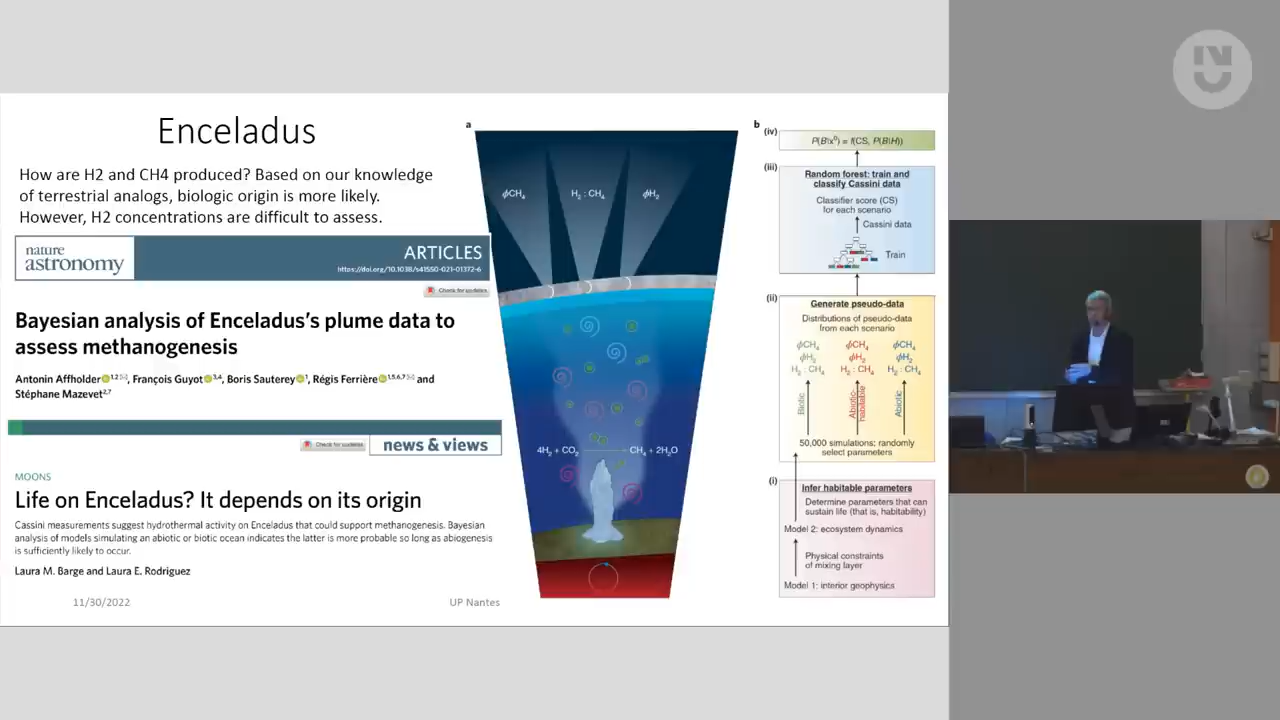 Enceladus
How are H2 and CH4 produced? Based on our knowledge
of terrestrial analogs, biologic origin is more likely.
However, H2 concentrations are difficult to assess.
nature
astronomy
ARTICLES
https://doi.org/10.1038/s41550-021-01372-6
Check for updates
Bayesian analysis of Enceladus's plume data to
assess methanogenesis
Antonin Affholder 1,2, François Guyot 3,4, Boris Sauterey 1, Régis Ferrière 1,5,6,7 and
Stéphane Mazevet 2,7
Check for updates
news & views
MOONS
Life on Enceladus? It depends on its origin
Cassini measurements suggest hydrothermal activity on Enceladus that could support methanogenesis. Bayesian
analysis of models simulating an abiotic or biotic ocean indicates the latter is more probable so long as abiogenesis
is sufficiently likely to occur.
Laura M. Barge and Laura E. Rodriguez
11/30/2022
UP Nantes
a
ϕCH₄
H₂ : CH₄
ϕH₂
4H₂ + CO₂
CH₄ + 2H₂O
b
(iv)
P(B|x⁰) = f(CS, P(B|H))
(iii)
Random forest: train and
classify Cassini data
Classifier score (CS)
for each scenario
Cassini data
Train
(ii)
Generate pseudo-data
Distributions of pseudo-data
from each scenario
ϕCH₄ ϕCH₄ ϕCH₄
ϕH₂ ϕH₂ ϕH₂
H₂ : CH₄ H₂ : CH₄ H₂ : CH₄
Biotic
Abiotic-
habitable
Abiotic
50,000 simulations; randomly
select parameters
(i)
Infer habitable parameters
Determine parameters that can
sustain life (that is, habitability)
Model 2: ecosystem dynamics
Physical constraints
of mixing layer
Model 1: interior geophysics